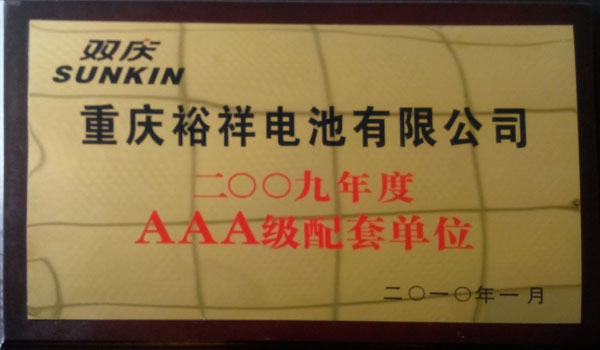 双庆
SUNKIN
重庆裕祥电池有限公司
二〇〇九年度
AAA级配套单位
二〇一〇年一月